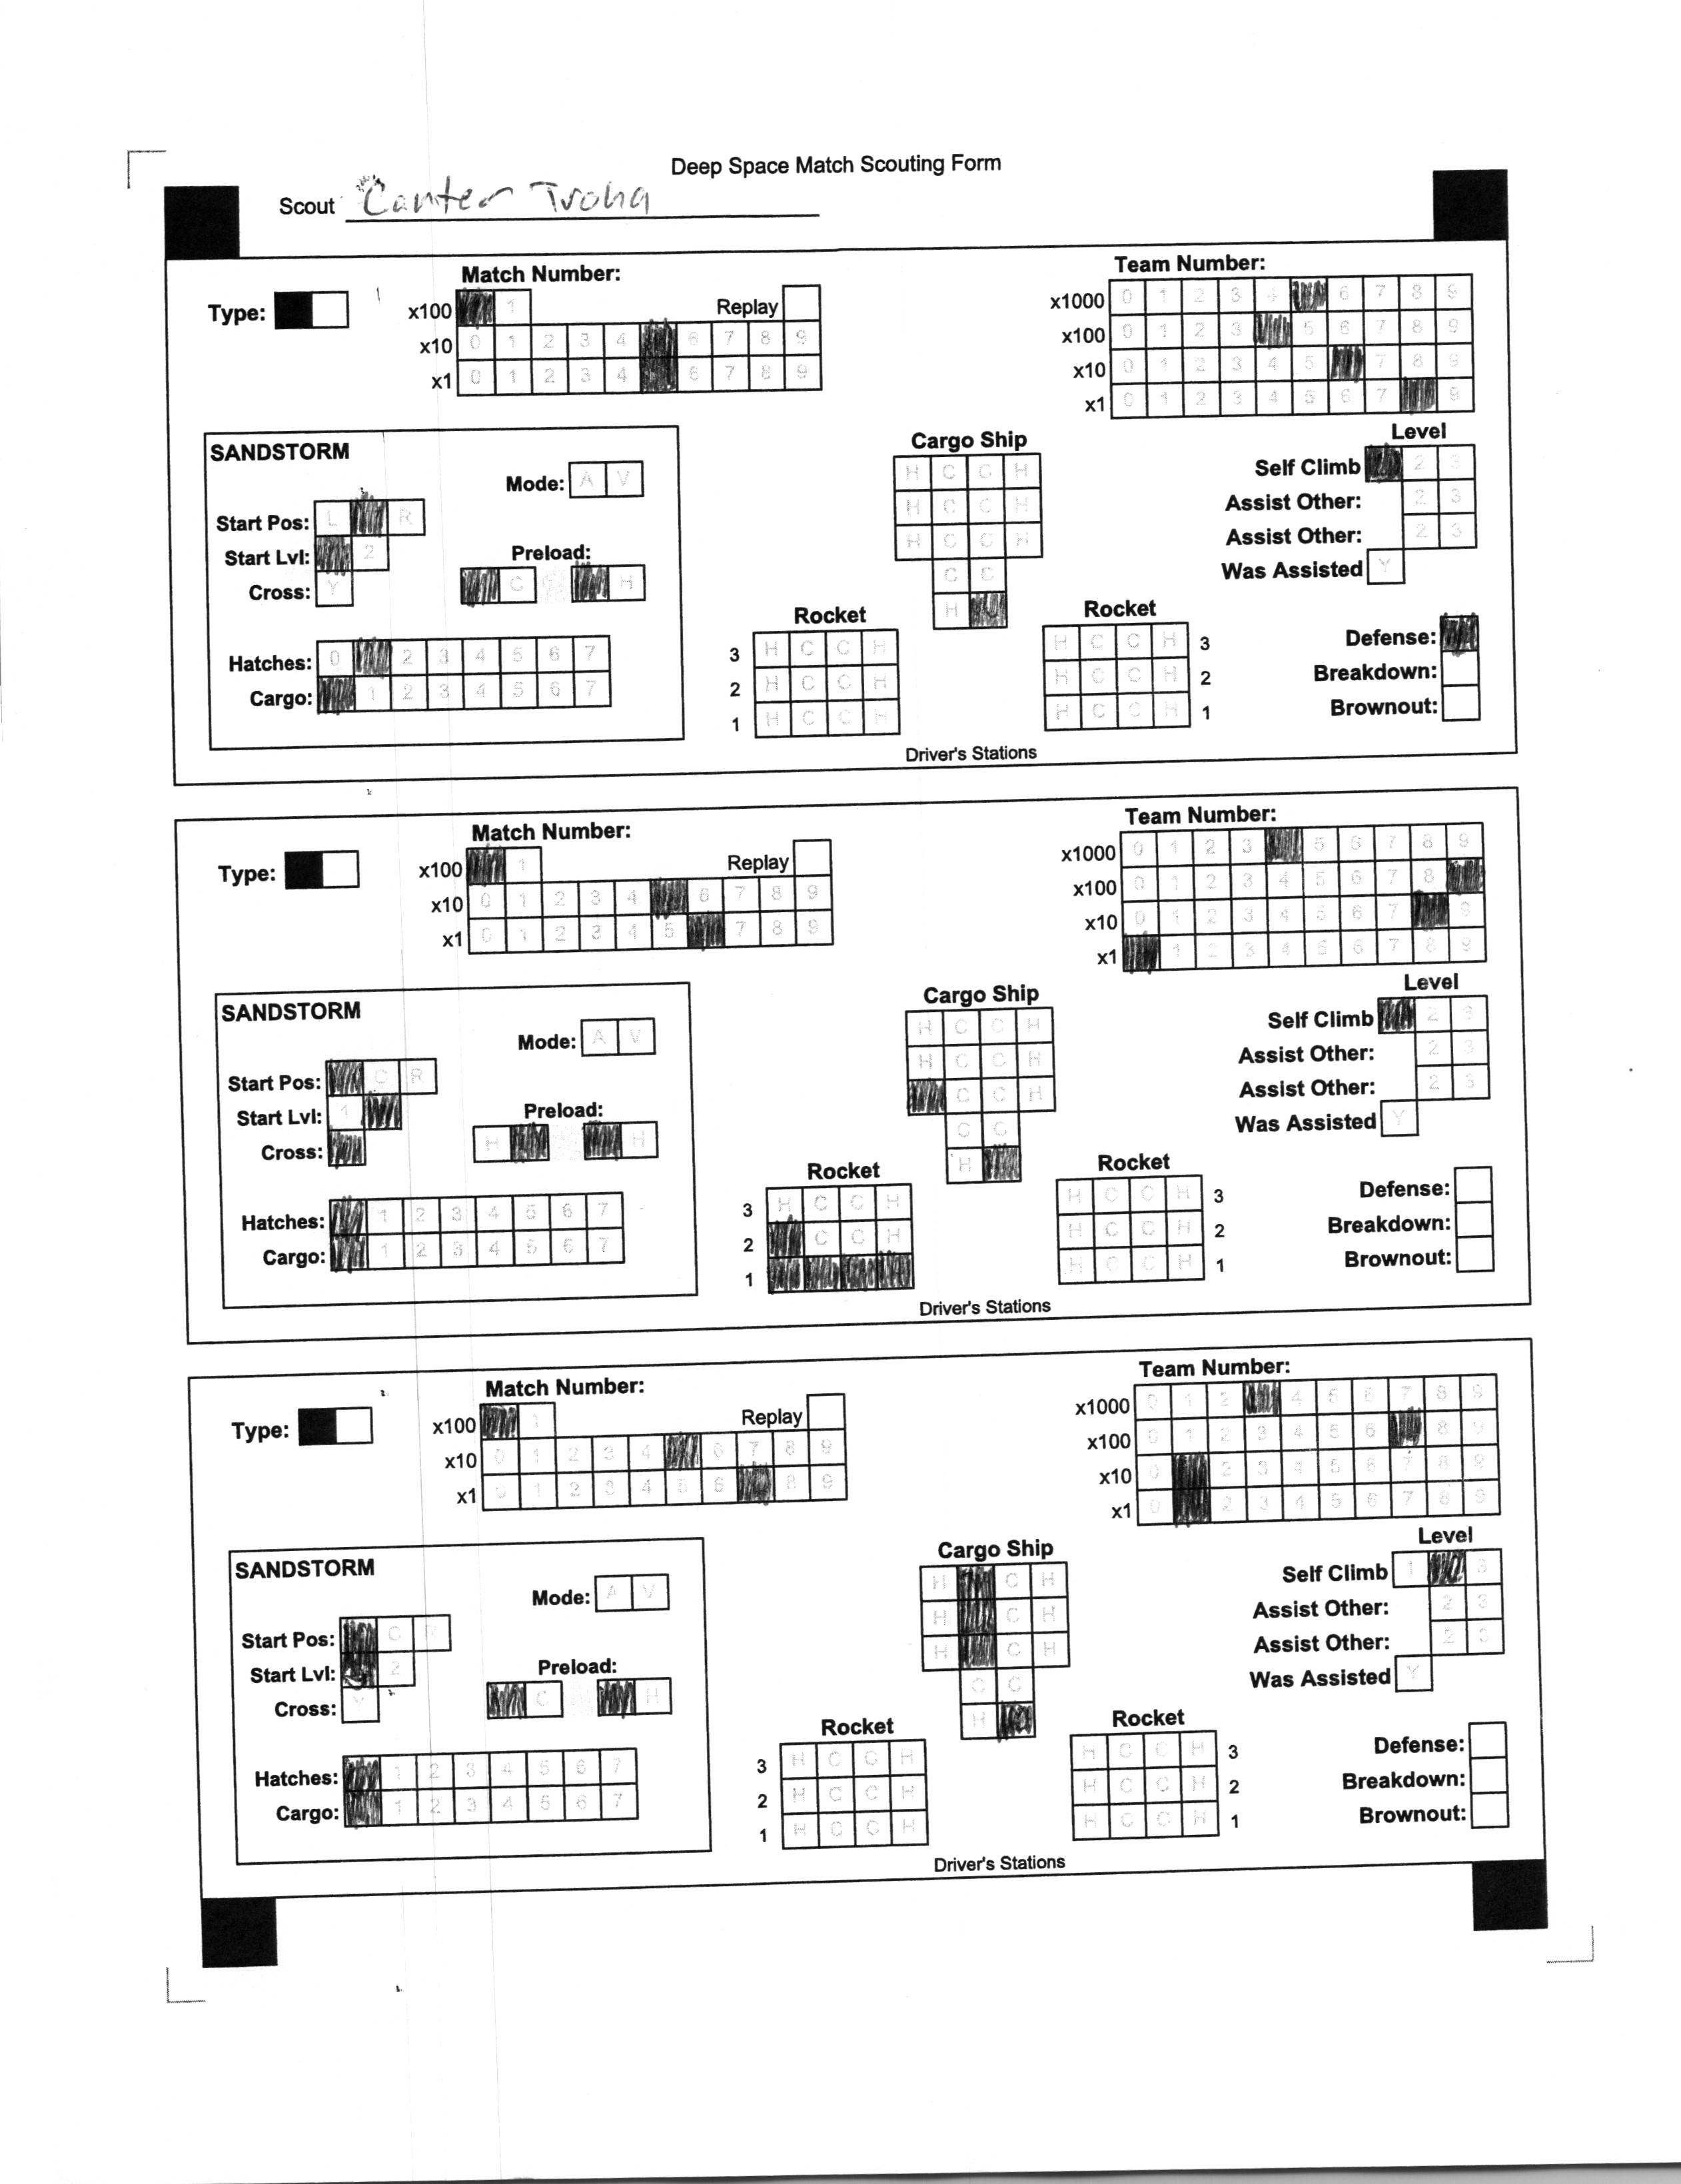 Deep Space Match Scouting Form
Scout Canter Troha
Match Number:
Team Number:
Type:
x100 1 Replay
x10 0 1 2 3 4 6 7 8 9
x1 0 1 2 3 4 6 7 8 9
x1000 0 1 2 3 4 6 7 8 9
x100 0 1 2 3 5 6 7 8 9
x10 0 1 2 3 4 5 7 8 9
x1 0 1 2 3 4 5 6 7 9
SANDSTORM
Mode: A V
Start Pos: L R
Start Lvl: 2
Cross: Y
Preload:
C H
Hatches: 0 2 3 4 5 6 7
Cargo: 1 2 3 4 5 6 7
Cargo Ship
H C C H
H C C H
H C C H
C C
H
Rocket
3 H C C H
2 H C C H
1 H C C H
Rocket
H C C H 3
H C C H 2
H C C H 1
Driver's Stations
Level
Self Climb 2 3
Assist Other: 2 3
Assist Other: 2 3
Was Assisted Y
Defense:
Breakdown:
Brownout:
Match Number:
Team Number:
Type:
x100 1 Replay
x10 0 1 2 3 4 6 7 8 9
x1 0 1 2 3 4 5 7 8 9
x1000 0 1 2 3 5 6 7 8 9
x100 0 1 2 3 4 5 6 7 8
x10 0 1 2 3 4 5 6 7 9
x1 1 2 3 4 5 6 7 8 9
SANDSTORM
Mode: A V
Start Pos: C R
Start Lvl: 1
Cross:
Preload:
H H
Hatches: 1 2 3 4 5 6 7
Cargo: 1 2 3 4 5 6 7
Cargo Ship
H C C H
H C C H
C C H
C C
H
Rocket
3 H C C H
2 C C H
1
Rocket
H C C H 3
H C C H 2
H C C H 1
Driver's Stations
Level
Self Climb 2 3
Assist Other: 2 3
Assist Other: 2 3
Was Assisted Y
Defense:
Breakdown:
Brownout:
Match Number:
Team Number:
Type:
x100 1 Replay
x10 0 1 2 3 4 6 7 8 9
x1 0 1 2 3 4 5 6 8 9
x1000 0 1 2 4 5 6 7 8 9
x100 0 1 2 3 4 5 6 8 9
x10 0 2 3 4 5 6 7 8 9
x1 0 2 3 4 5 6 7 8 9
SANDSTORM
Mode: A V
Start Pos: C R
Start Lvl: 2
Cross: Y
Preload:
C H
Hatches: 1 2 3 4 5 6 7
Cargo: 1 2 3 4 5 6 7
Cargo Ship
H C H
H C H
H C H
C C
H
Rocket
3 H C C H
2 H C C H
1 H C C H
Rocket
H C C H 3
H C C H 2
H C C H 1
Driver's Stations
Level
Self Climb 1 3
Assist Other: 2 3
Assist Other: 2 3
Was Assisted Y
Defense:
Breakdown:
Brownout: